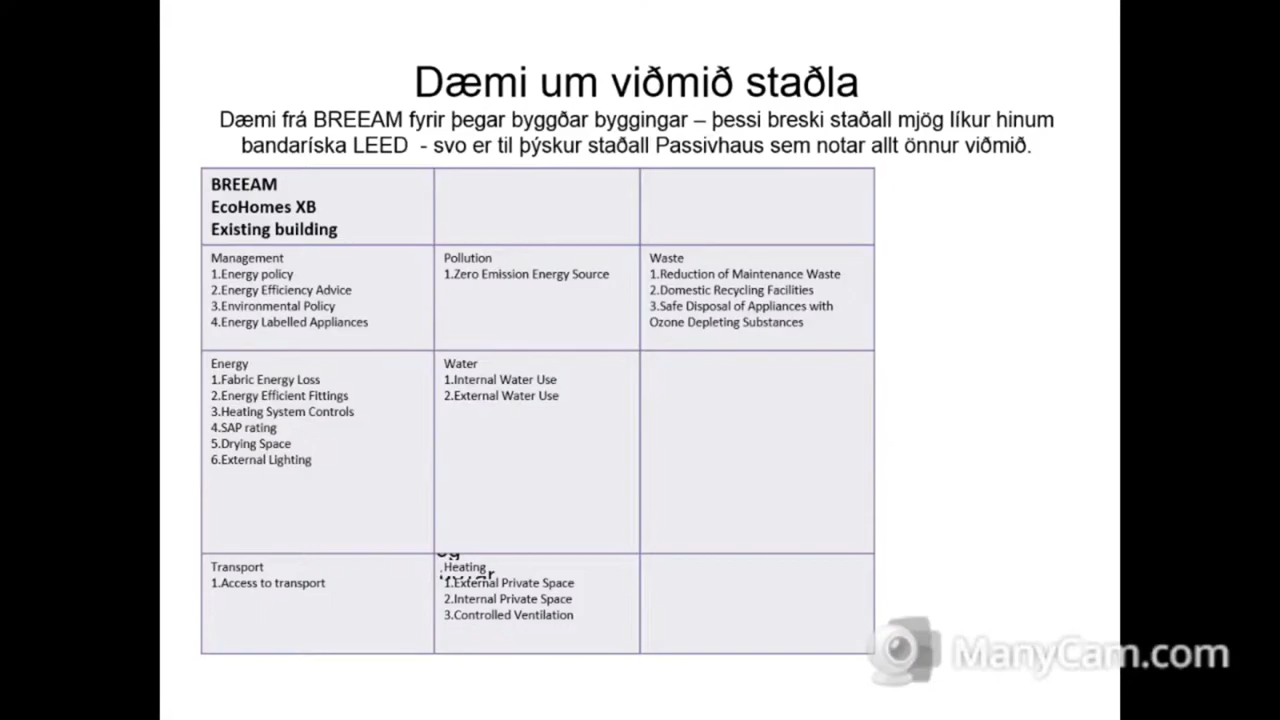 Dæmi um viðmið staðla
Dæmi frá BREEAM fyrir þegar byggðar byggingar – þessi breski staðall mjög líkur hinum
bandaríska LEED - svo er til þýskur staðall Passivhaus sem notar allt önnur viðmið.
BREEAM
EcoHomes XB
Existing building
Management
1.Energy policy
2.Energy Efficiency Advice
3.Environmental Policy
4.Energy Labelled Appliances
Pollution
1.Zero Emission Energy Source
Waste
1.Reduction of Maintenance Waste
2.Domestic Recycling Facilities
3.Safe Disposal of Appliances with
Ozone Depleting Substances
Energy
1.Fabric Energy Loss
2.Energy Efficient Fittings
3.Heating System Controls
4.SAP rating
5.Drying Space
6.External Lighting
Water
1.Internal Water Use
2.External Water Use
Transport
1.Access to transport
Heating
1.External Private Space
2.Internal Private Space
3.Controlled Ventilation
ManyCam.com